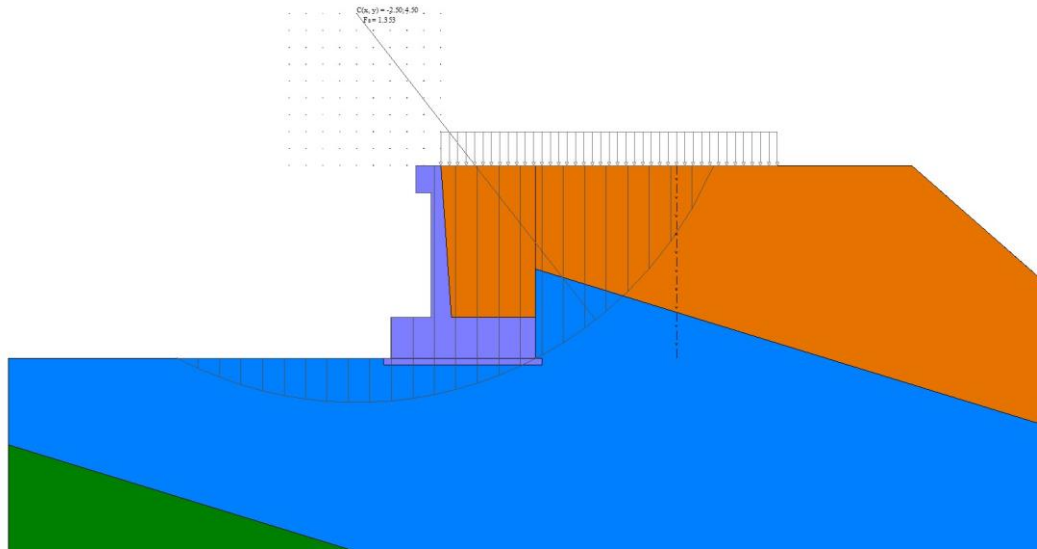 C(x, y) = -2.50;4.50
Fs = 1.353